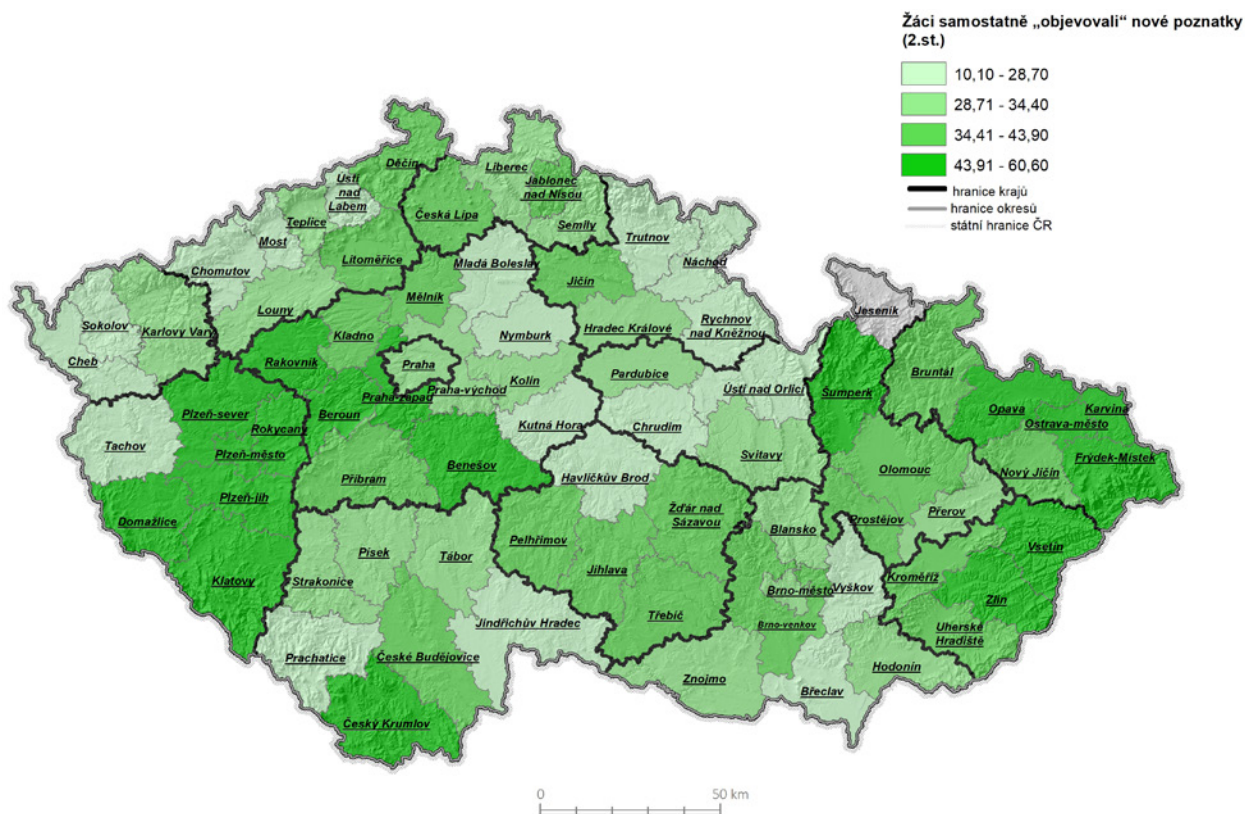 Žáci samostatně „objevovali“ nové poznatky
(2.st.)
10,10 - 28,70
28,71 - 34,40
34,41 - 43,90
43,91 - 60,60
hranice krajů
hranice okresů
státní hranice ČR
Děčín
Ústí
nad
Labem
Liberec
Jablonec
nad Nisou
Teplice
Česká Lípa
Semily
Most
Trutnov
Chomutov
Litoměřice
Mladá Boleslav
Náchod
Jičín
Mělník
Jeseník
Louny
Sokolov
Karlovy Vary
Kladno
Nymburk
Hradec Králové
Rychnov
nad Kněžnou
Cheb
Rakovník
Praha
Pardubice
Bruntál
Kolín
Praha-východ
Ústí nad Orlicí
Šumperk
Beroun
Praha-západ
Plzeň-sever
Rokycany
Opava
Karviná
Ostrava-město
Kutná Hora
Chrudim
Tachov
Plzeň-město
Svitavy
Frýdek-Místek
Benešov
Olomouc
Nový Jičín
Příbram
Havlíčkův Brod
Plzeň-jih
Domažlice
Žďár nad
Sázavou
Přerov
Prostějov
Blansko
Pelhřimov
Písek
Tábor
Vsetín
Jihlava
Klatovy
Strakonice
Kroměříž
Brno-město
Vyškov
Zlín
Třebíč
Jindřichův Hradec
Brno-venkov
Uherské
Hradiště
Prachatice
České Budějovice
Hodonín
Znojmo
Břeclav
Český Krumlov
0
50 km